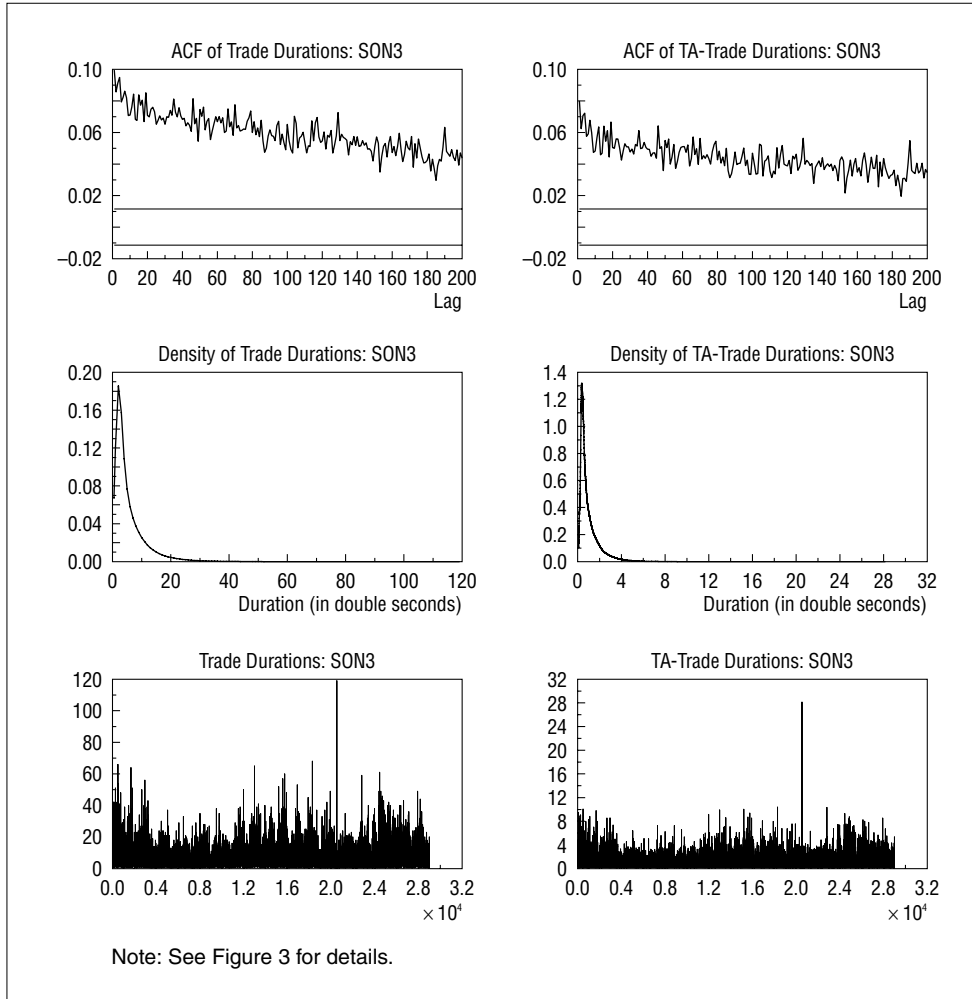 ACF of Trade Durations: SON3
0.10
0.06
0.02
−0.02
0 20 40 60 80 100 120 140 160 180 200
Lag
ACF of TA-Trade Durations: SON3
0.10
0.06
0.02
−0.02
0 20 40 60 80 100 120 140 160 180 200
Lag
Density of Trade Durations: SON3
0.20
0.16
0.12
0.08
0.04
0.00
0 20 40 60 80 100 120
Duration (in double seconds)
Density of TA-Trade Durations: SON3
1.4
1.2
1.0
0.8
0.6
0.4
0.2
0.0
0 4 8 12 16 20 24 28 32
Duration (in double seconds)
Trade Durations: SON3
120
100
80
60
40
20
0
0.0 0.4 0.8 1.2 1.6 2.0 2.4 2.8 3.2
× 10⁴
TA-Trade Durations: SON3
32
28
24
20
16
12
8
4
0
0.0 0.4 0.8 1.2 1.6 2.0 2.4 2.8 3.2
× 10⁴
Note: See Figure 3 for details.